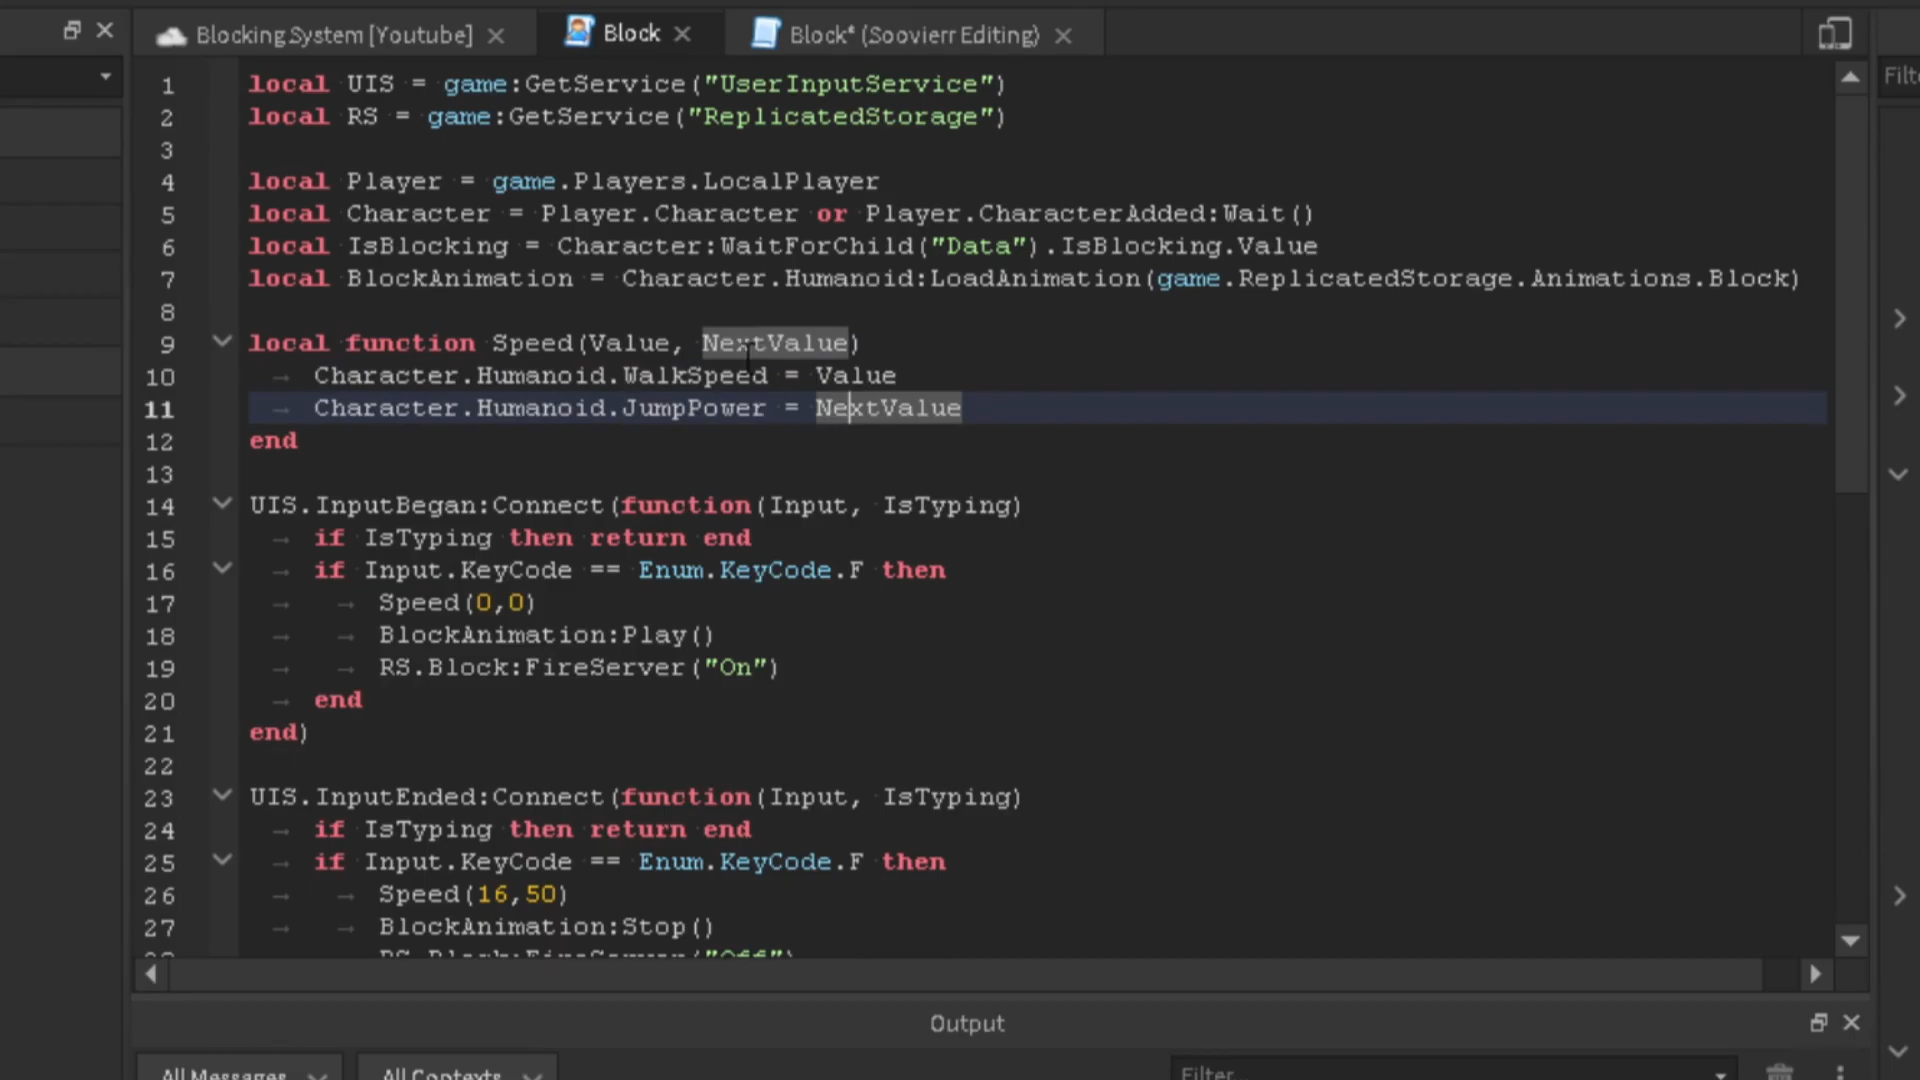 Blocking System [Youtube] Block Block* (Soovierr Editing)
1 local UIS = game:GetService("UserInputService")
2 local RS = game:GetService("ReplicatedStorage")
3
4 local Player = game.Players.LocalPlayer
5 local Character = Player.Character or Player.CharacterAdded:Wait()
6 local IsBlocking = Character:WaitForChild("Data").IsBlocking.Value
7 local BlockAnimation = Character.Humanoid:LoadAnimation(game.ReplicatedStorage.Animations.Block)
8
9 local function Speed(Value, NextValue)
10 Character.Humanoid.WalkSpeed = Value
11 Character.Humanoid.JumpPower = NextValue
12 end
13
14 UIS.InputBegan:Connect(function(Input, IsTyping)
15 if IsTyping then return end
16 if Input.KeyCode == Enum.KeyCode.F then
17 Speed(0,0)
18 BlockAnimation:Play()
19 RS.Block:FireServer("On")
20 end
21 end)
22
23 UIS.InputEnded:Connect(function(Input, IsTyping)
24 if IsTyping then return end
25 if Input.KeyCode == Enum.KeyCode.F then
26 Speed(16,50)
27 BlockAnimation:Stop()
28 RS.Block:FireServer("Off")
Output
All Messages All Contexts Filter...